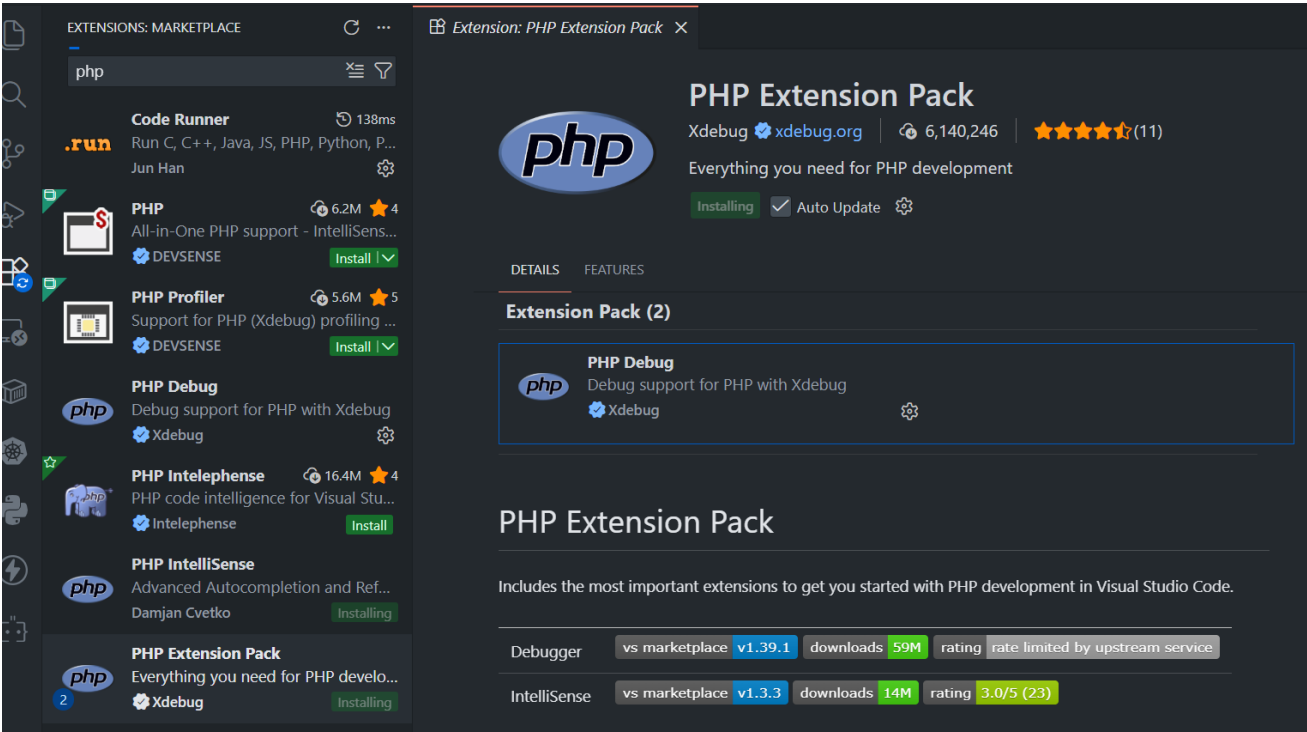 EXTENSIONS: MARKETPLACE
php
Code Runner 138ms
Run C, C++, Java, JS, PHP, Python, P...
Jun Han
.run
PHP 6.2M 4
All-in-One PHP support - IntelliSens...
DEVSENSE Install
PHP Profiler 5.6M 5
Support for PHP (Xdebug) profiling ...
DEVSENSE Install
PHP Debug
Debug support for PHP with Xdebug
Xdebug
php
PHP Intelephense 16.4M 4
PHP code intelligence for Visual Stu...
Intelephense Install
php
PHP IntelliSense
Advanced Autocompletion and Ref...
Damjan Cvetko Installing
php
PHP Extension Pack
Everything you need for PHP develo...
Xdebug Installing
php
2
Extension: PHP Extension Pack
php
PHP Extension Pack
Xdebug xdebug.org 6,140,246 (11)
Everything you need for PHP development
Installing Auto Update
DETAILS FEATURES
Extension Pack (2)
php
PHP Debug
Debug support for PHP with Xdebug
Xdebug
PHP Extension Pack
Includes the most important extensions to get you started with PHP development in Visual Studio Code.
Debugger vs marketplace v1.39.1 downloads 59M rating rate limited by upstream service
IntelliSense vs marketplace v1.3.3 downloads 14M rating 3.0/5 (23)